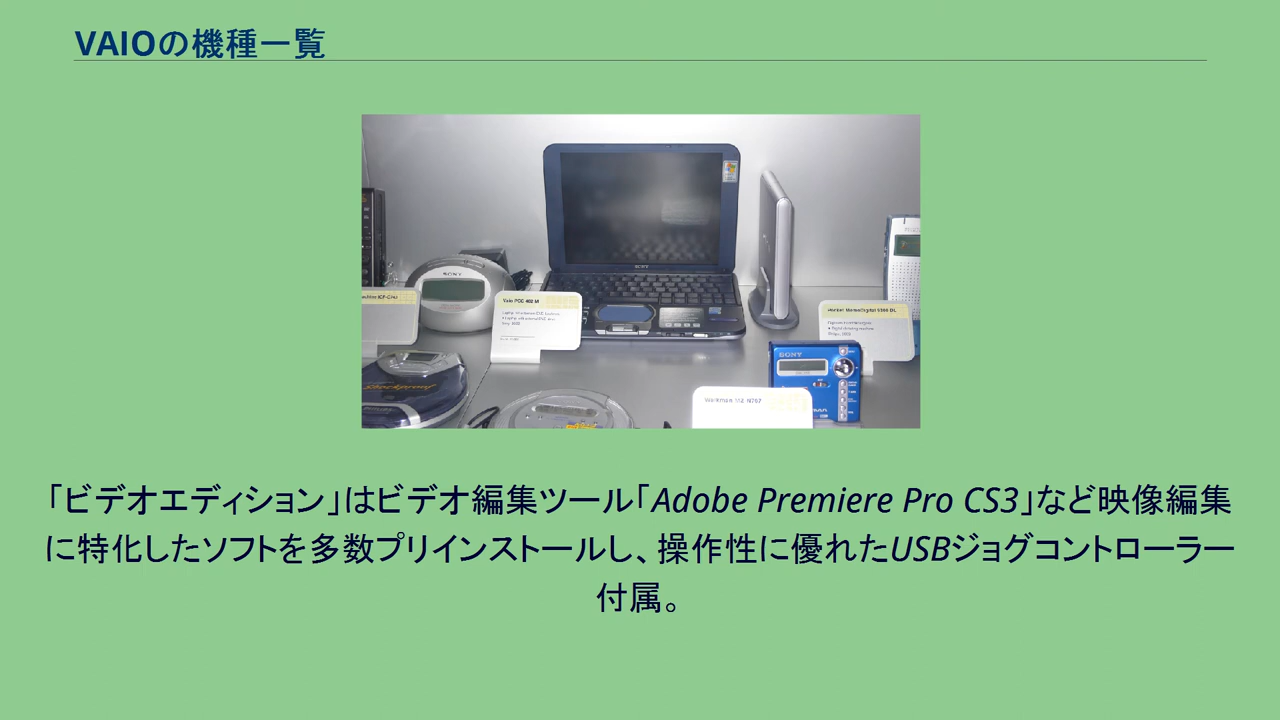 VAIOの機種一覧
SONY
SONY
SONY
Shockproof
「ビデオエディション」はビデオ編集ツール「Adobe Premiere Pro CS3」など映像編集
に特化したソフトを多数プリインストールし、操作性に優れたUSBジョグコントローラー
付属。